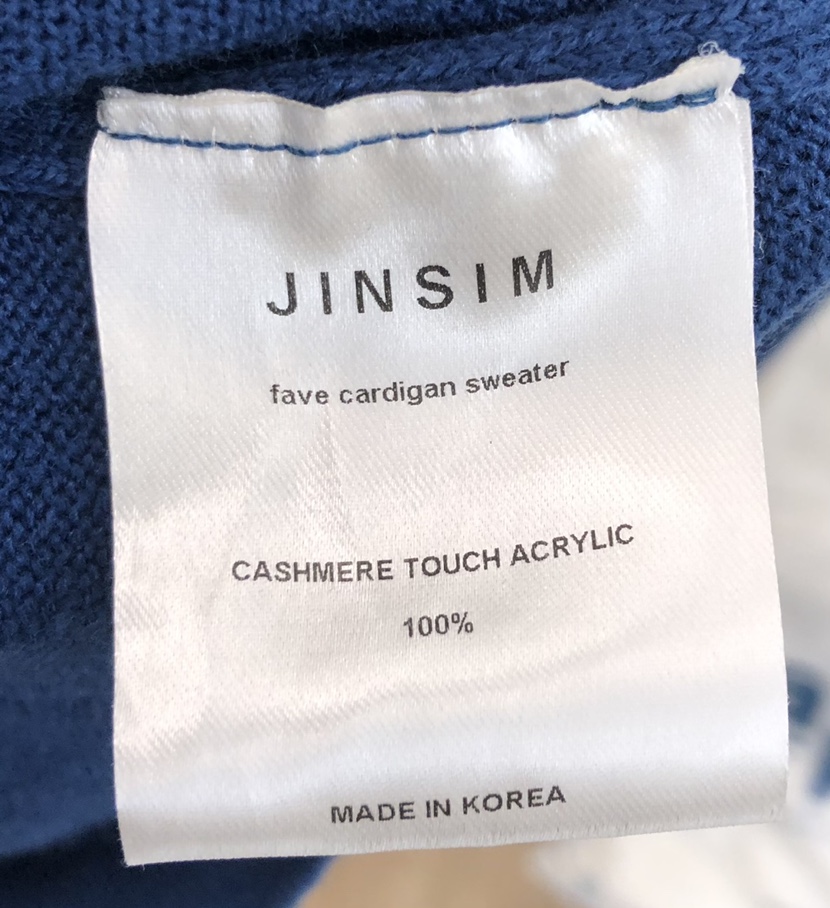 JINSIM
fave cardigan sweater
CASHMERE TOUCH ACRYLIC
100%
MADE IN KOREA